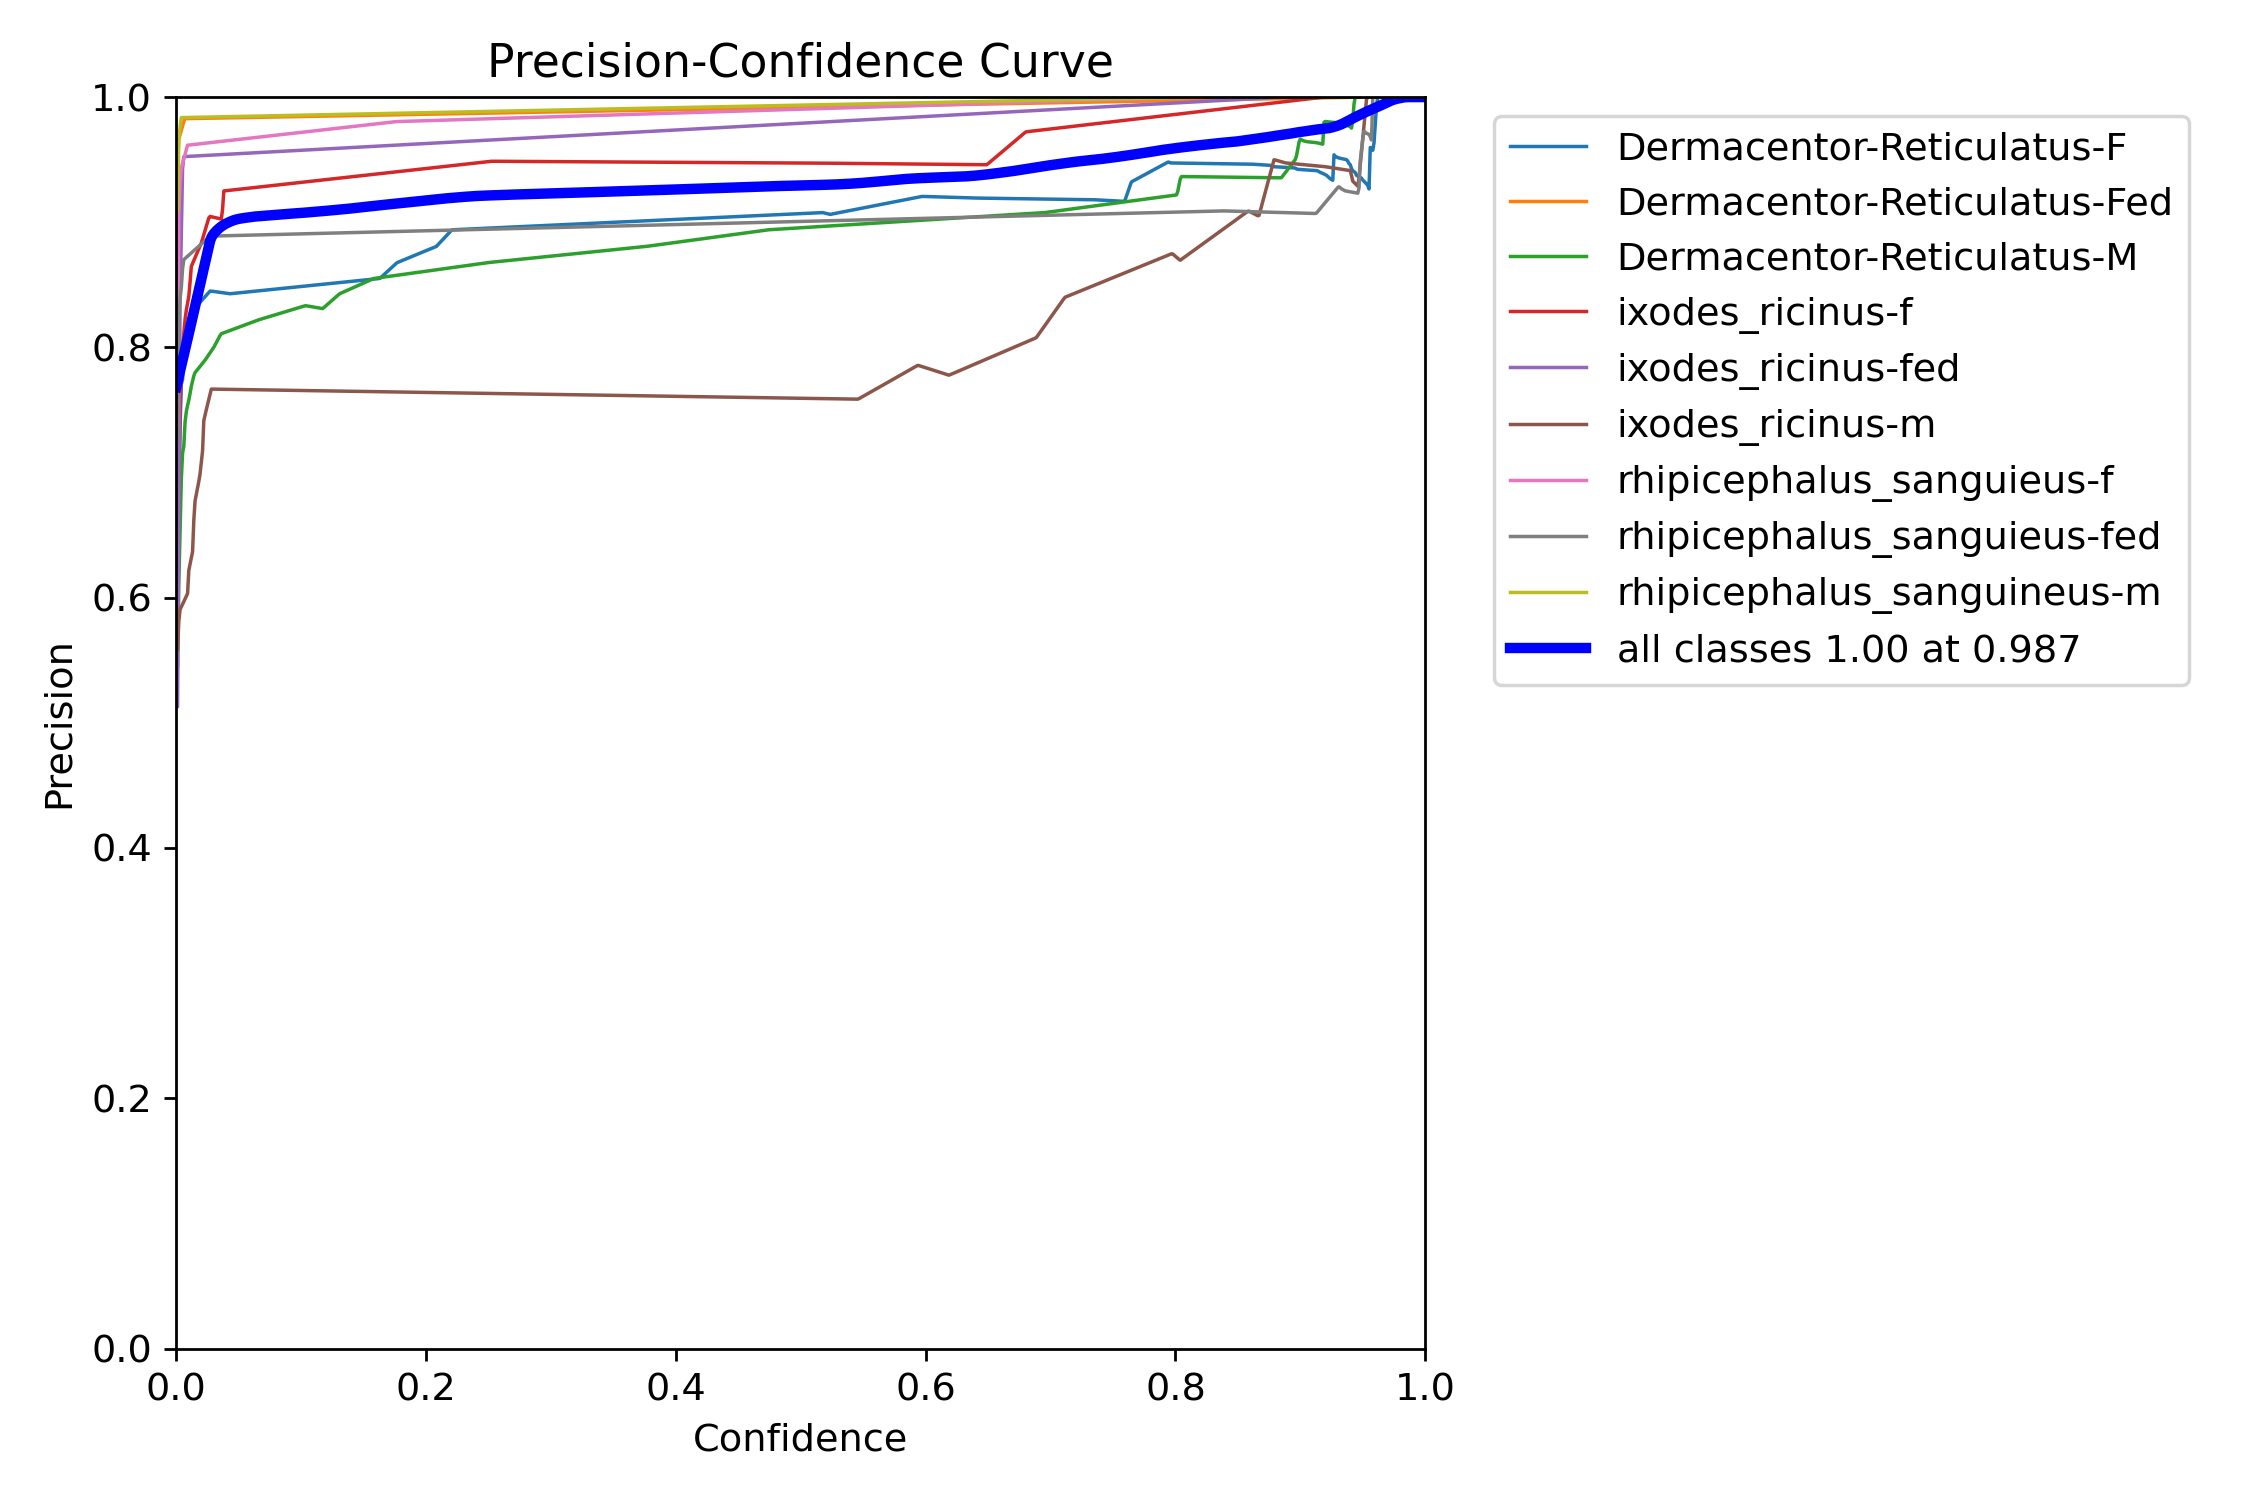 Precision-Confidence Curve
1.0
0.8
0.6
0.4
0.2
0.0
Precision
0.0 0.2 0.4 0.6 0.8 1.0
Confidence
Dermacentor-Reticulatus-F
Dermacentor-Reticulatus-Fed
Dermacentor-Reticulatus-M
ixodes_ricinus-f
ixodes_ricinus-fed
ixodes_ricinus-m
rhipicephalus_sanguieus-f
rhipicephalus_sanguieus-fed
rhipicephalus_sanguineus-m
all classes 1.00 at 0.987